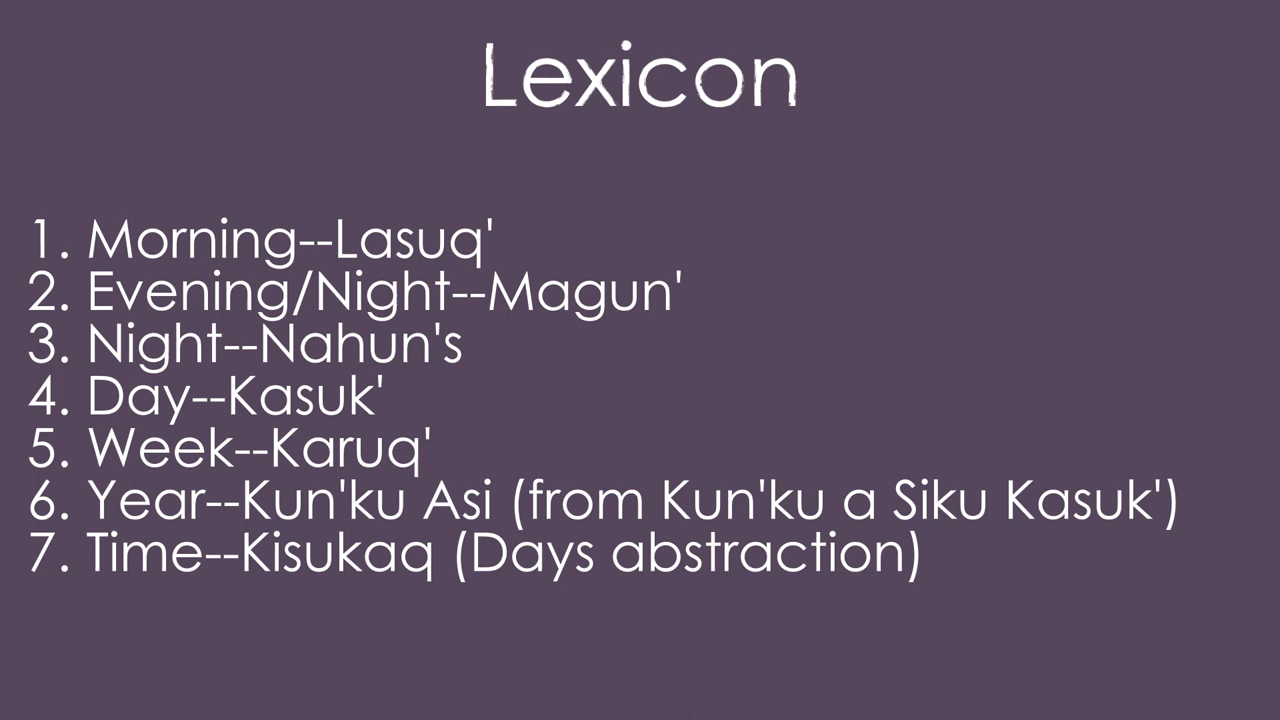 Lexicon
1. Morning--Lasuq'
2. Evening/Night--Magun'
3. Night--Nahun's
4. Day--Kasuk'
5. Week--Karuq'
6. Year--Kun'ku Asi (from Kun'ku a Siku Kasuk')
7. Time--Kisukaq (Days abstraction)